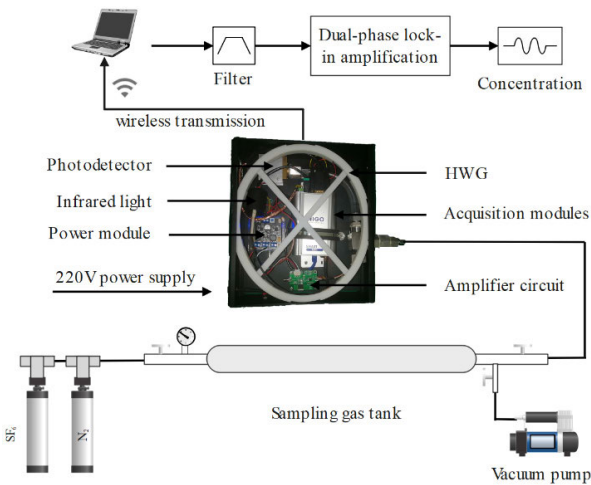 Dual-phase lock-
in amplification
Filter
Concentration
wireless transmission
Photodetector
HWG
Infrared light
Acquisition modules
Power module
220V power supply
Amplifier circuit
SF₆
N₂
Sampling gas tank
Vacuum pump